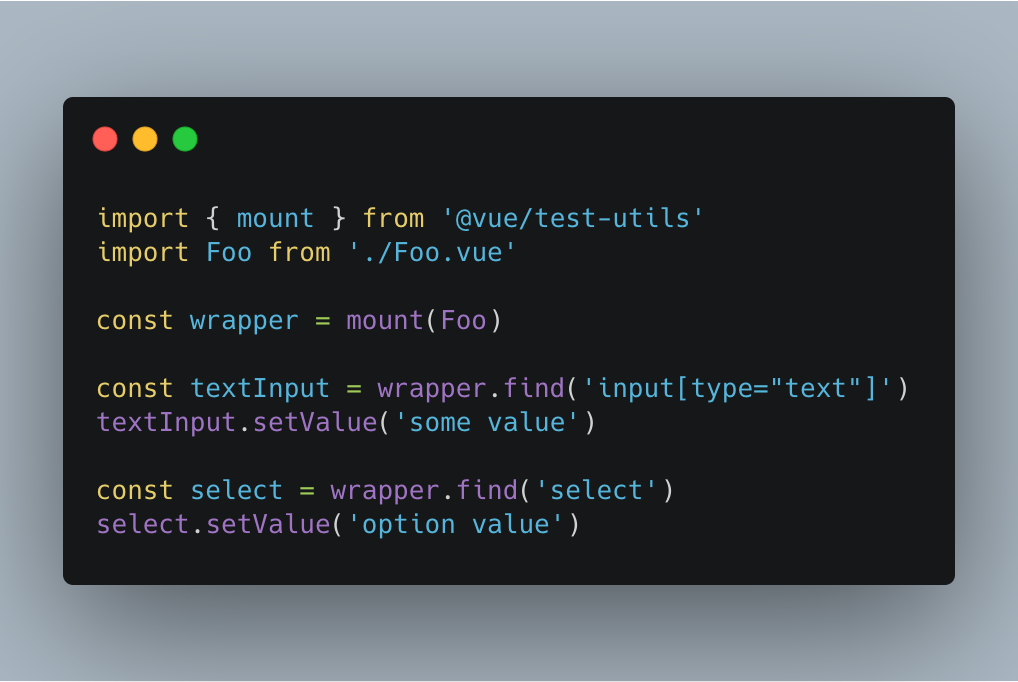 import { mount } from '@vue/test-utils'
import Foo from './Foo.vue'
const wrapper = mount(Foo)
const textInput = wrapper.find('input[type="text"]')
textInput.setValue('some value')
const select = wrapper.find('select')
select.setValue('option value')